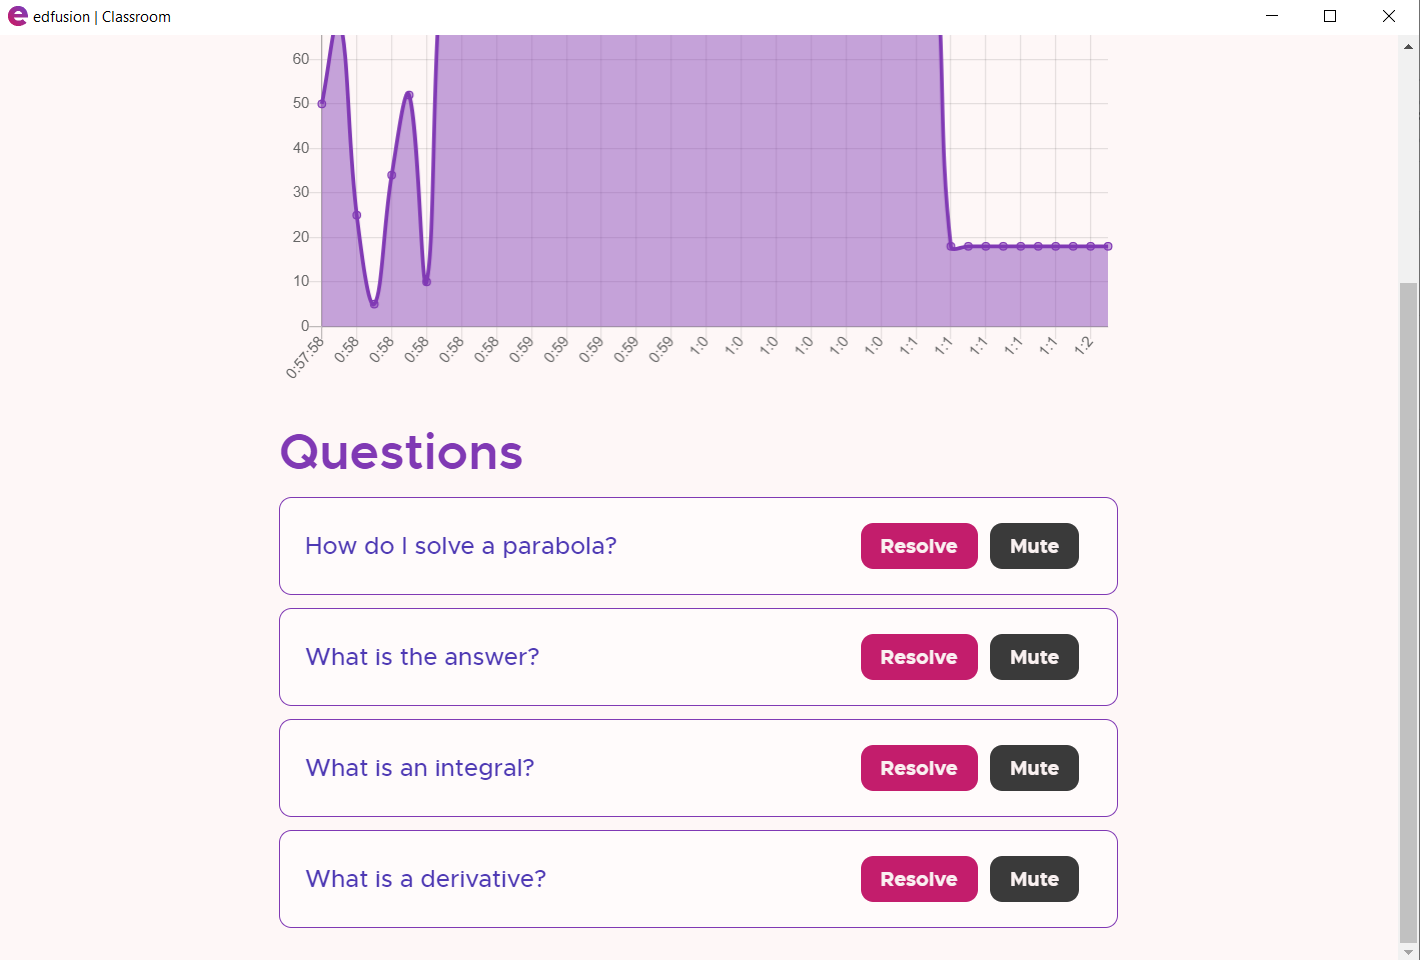 edfusion | Classroom
60
50
40
30
20
10
0
0:57:58 0:58 0:58 0:58 0:58 0:58 0:59 0:59 0:59 0:59 0:59 1:0 1:0 1:0 1:0 1:0 1:0 1:1 1:1 1:1 1:1 1:1 1:2
Questions
How do I solve a parabola? Resolve Mute
What is the answer? Resolve Mute
What is an integral? Resolve Mute
What is a derivative? Resolve Mute